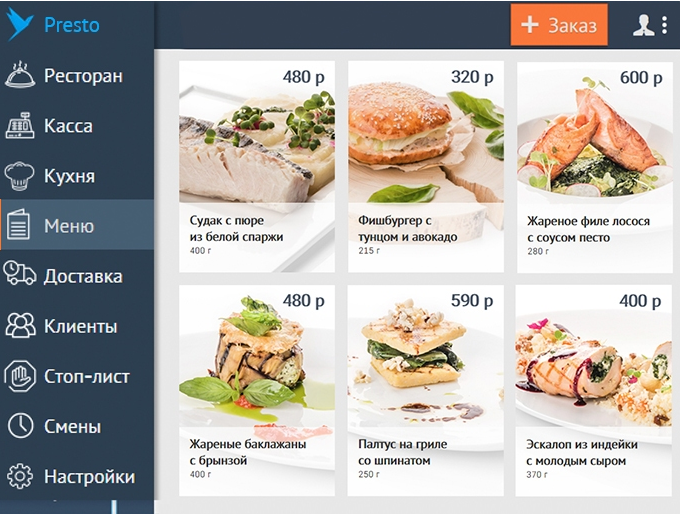 Presto
Ресторан
Касса
Кухня
Меню
Доставка
Клиенты
Стоп-лист
Смены
Настройки
+ Заказ
480 р
Судак с пюре
из белой спаржи
400 г
320 р
Фишбургер с
тунцом и авокадо
215 г
600 р
Жареное филе лосося
с соусом песто
280 г
480 р
Жареные баклажаны
с брынзой
400 г
590 р
Палтус на гриле
со шпинатом
250 г
400 р
Эскалоп из индейки
с молодым сыром
370 г